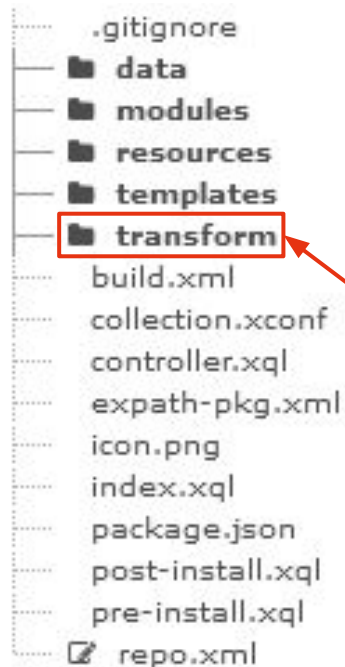 .gitignore
data
modules
resources
templates
transform
build.xml
collection.xconf
controller.xql
expath-pkg.xml
icon.png
index.xql
package.json
post-install.xql
pre-install.xql
repo.xml